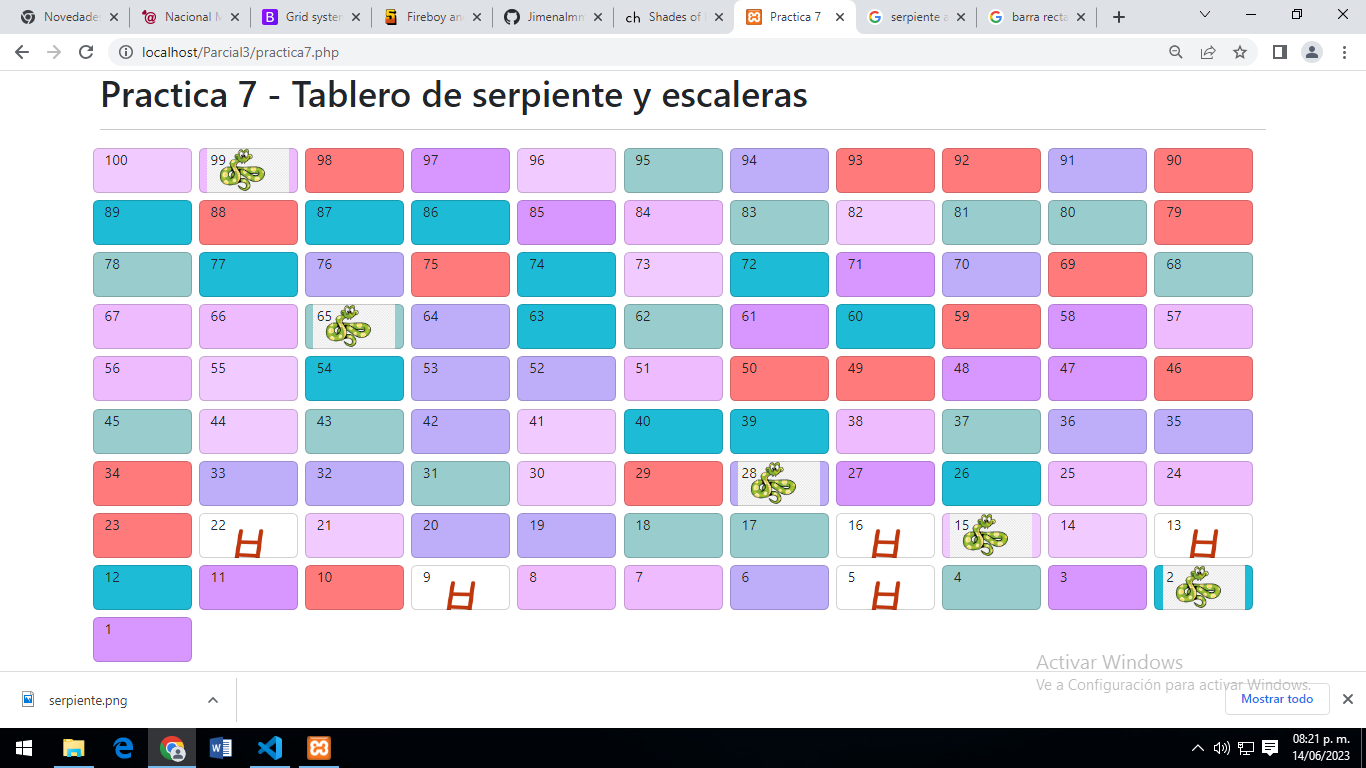 Novedades
Nacional M
Grid system
Fireboy and
Jimenalmn
ch Shades of
Practica 7
serpiente a
barra recta
localhost/Parcial3/practica7.php
Practica 7 - Tablero de serpiente y escaleras
100 99 98 97 96 95 94 93 92 91 90
89 88 87 86 85 84 83 82 81 80 79
78 77 76 75 74 73 72 71 70 69 68
67 66 65 64 63 62 61 60 59 58 57
56 55 54 53 52 51 50 49 48 47 46
45 44 43 42 41 40 39 38 37 36 35
34 33 32 31 30 29 28 27 26 25 24
23 22 21 20 19 18 17 16 15 14 13
12 11 10 9 8 7 6 5 4 3 2
1
Activar Windows
Ve a Configuración para activar Windows.
serpiente.png
Mostrar todo
08:21 p. m.
14/06/2023